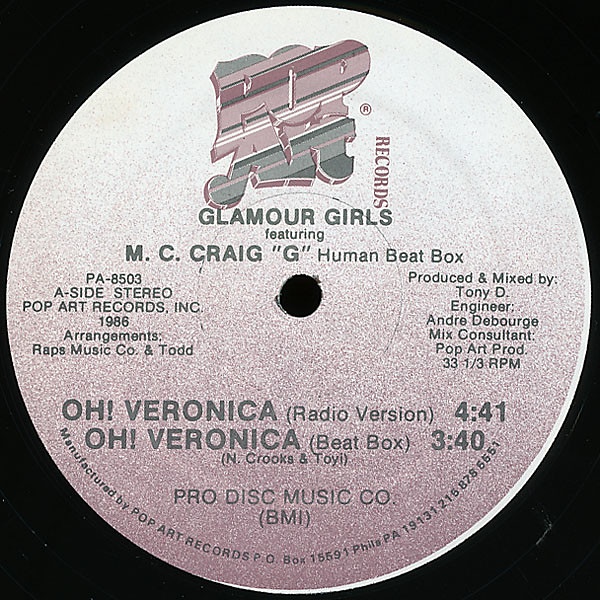 POP ART
®
RECORDS
GLAMOUR GIRLS
featuring
M. C. CRAIG "G" Human Beat Box
PA-8503
A-SIDE STEREO
POP ART RECORDS, INC.
1986
Arrangements:
Raps Music Co. & Todd
Produced & Mixed by:
Tony D.
Engineer:
Andre Debourge
Mix Consultant:
Pop Art Prod.
33 1/3 RPM
OH! VERONICA (Radio Version) 4:41
OH! VERONICA (Beat Box) 3:40
(N. Crooks & Toyi)
PRO DISC MUSIC CO.
(BMI)
Manufactured by POP ART RECORDS P.O. Box 15591 Phila PA 19131 215 878 5551